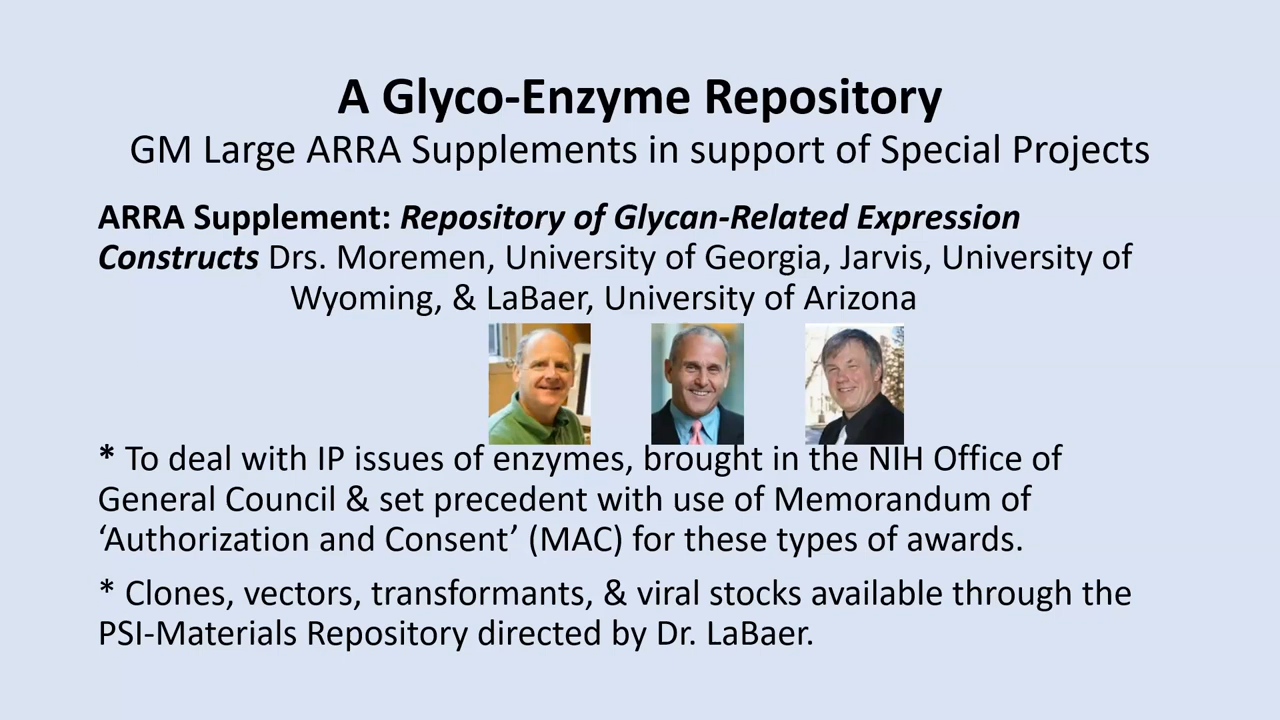 A Glyco-Enzyme Repository
GM Large ARRA Supplements in support of Special Projects
ARRA Supplement: Repository of Glycan-Related Expression
Constructs Drs. Moremen, University of Georgia, Jarvis, University of
Wyoming, & LaBaer, University of Arizona
* To deal with IP issues of enzymes, brought in the NIH Office of
General Council & set precedent with use of Memorandum of
‘Authorization and Consent’ (MAC) for these types of awards.
* Clones, vectors, transformants, & viral stocks available through the
PSI-Materials Repository directed by Dr. LaBaer.